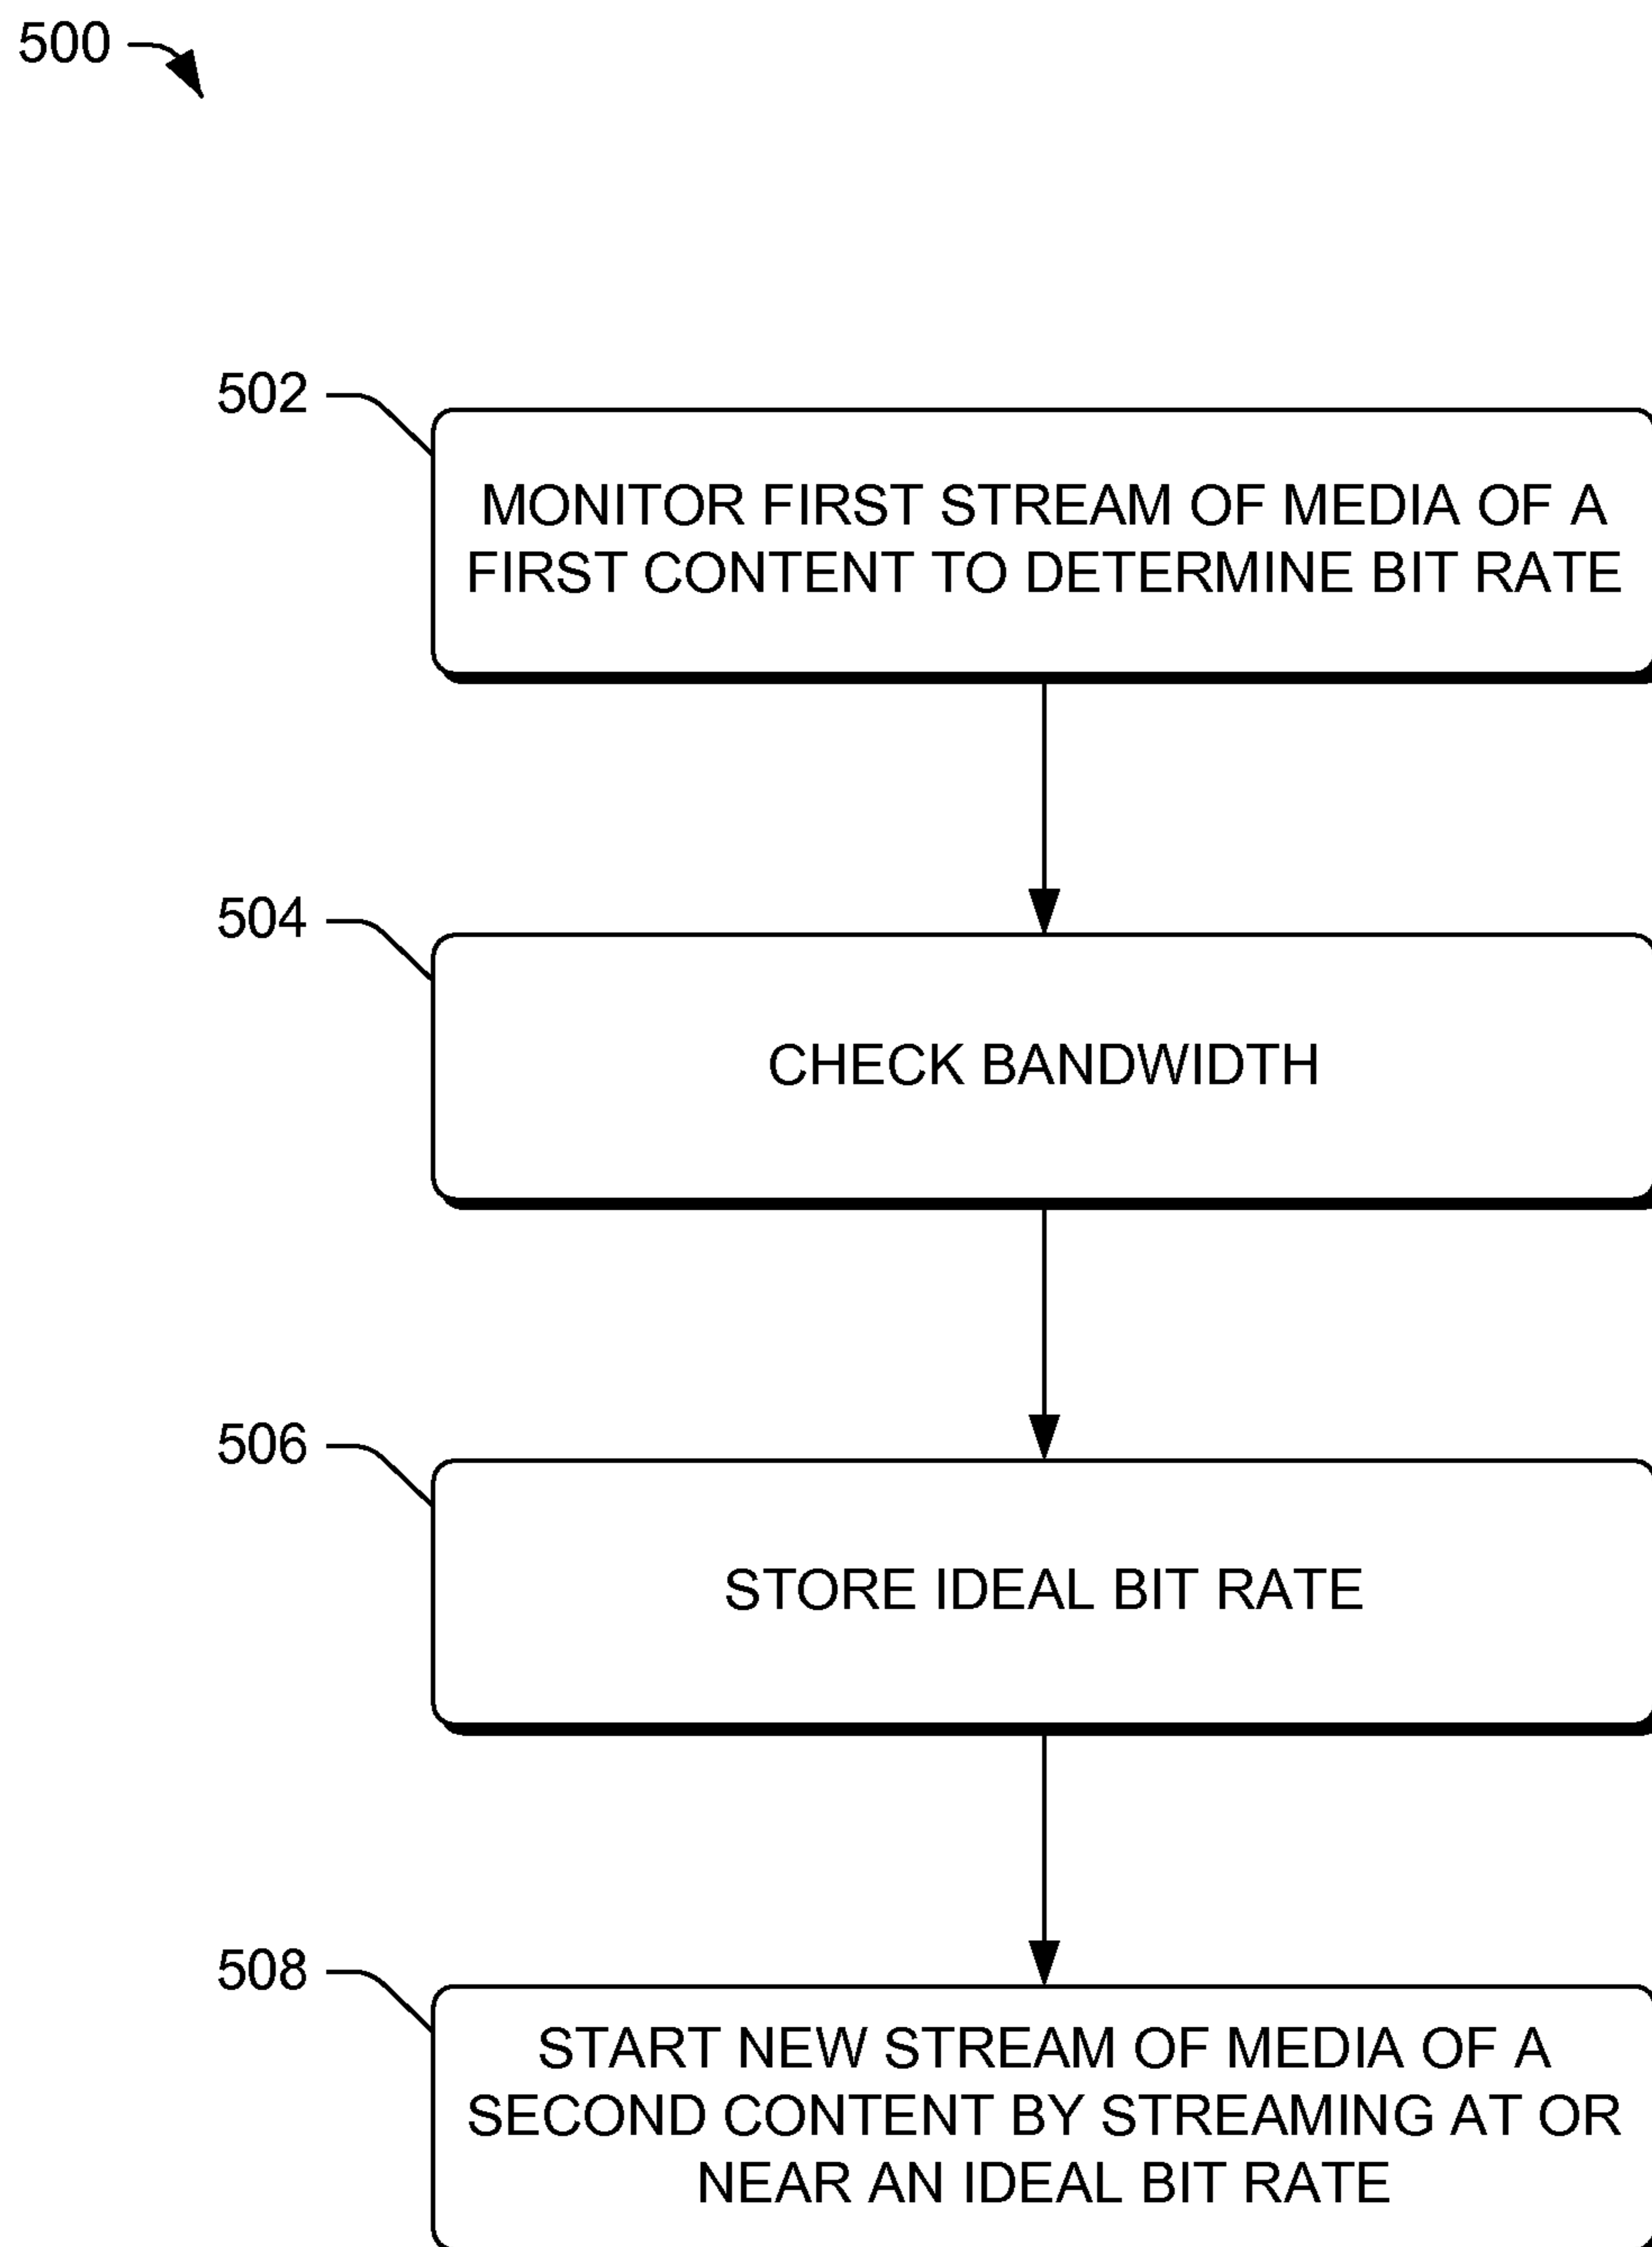 500
502
MONITOR FIRST STREAM OF MEDIA OF A
FIRST CONTENT TO DETERMINE BIT RATE
504
CHECK BANDWIDTH
506
STORE IDEAL BIT RATE
508
START NEW STREAM OF MEDIA OF A
SECOND CONTENT BY STREAMING AT OR
NEAR AN IDEAL BIT RATE